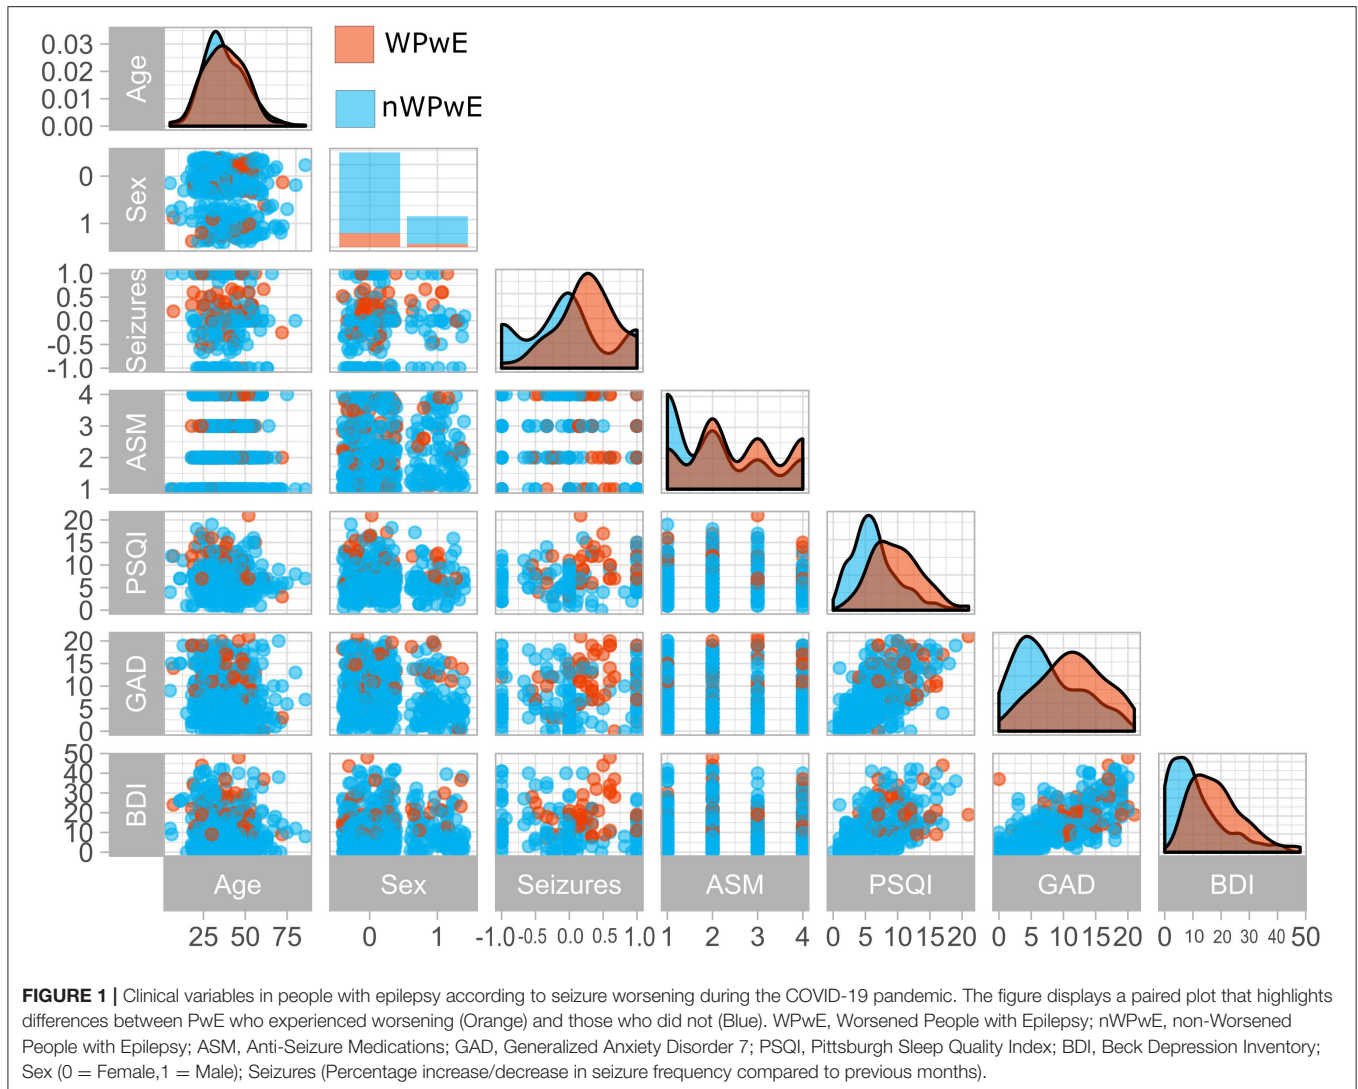 0.03
0.02
0.01
0.00
Age
WPwE
nWPwE
0
1
Sex
1.0
0.5
0.0
-0.5
-1.0
Seizures
4
3
2
1
ASM
20
15
10
5
0
PSQI
20
15
10
5
0
GAD
50
40
30
20
10
0
BDI
Age Sex Seizures ASM PSQI GAD BDI
25 50 75 0 1 -1.0 -0.5 0.0 0.5 1.0 1 2 3 4 0 5 10 15 20 0 5 10 15 20 0 10 20 30 40 50
FIGURE 1 | Clinical variables in people with epilepsy according to seizure worsening during the COVID-19 pandemic. The figure displays a paired plot that highlights
differences between PwE who experienced worsening (Orange) and those who did not (Blue). WPwE, Worsened People with Epilepsy; nWPwE, non-Worsened
People with Epilepsy; ASM, Anti-Seizure Medications; GAD, Generalized Anxiety Disorder 7; PSQI, Pittsburgh Sleep Quality Index; BDI, Beck Depression Inventory;
Sex (0 = Female,1 = Male); Seizures (Percentage increase/decrease in seizure frequency compared to previous months).